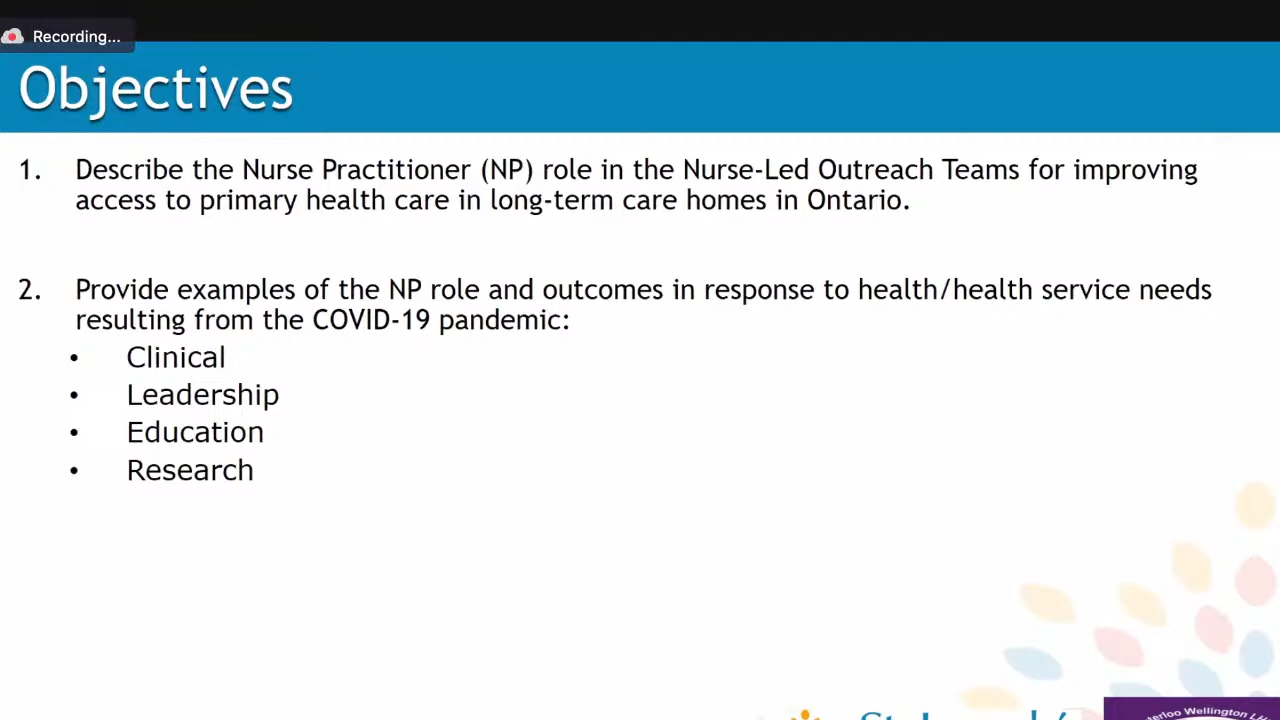 Recording...
Objectives
1. Describe the Nurse Practitioner (NP) role in the Nurse-Led Outreach Teams for improving
access to primary health care in long-term care homes in Ontario.
2. Provide examples of the NP role and outcomes in response to health/health service needs
resulting from the COVID-19 pandemic:
• Clinical
• Leadership
• Education
• Research
Wellington